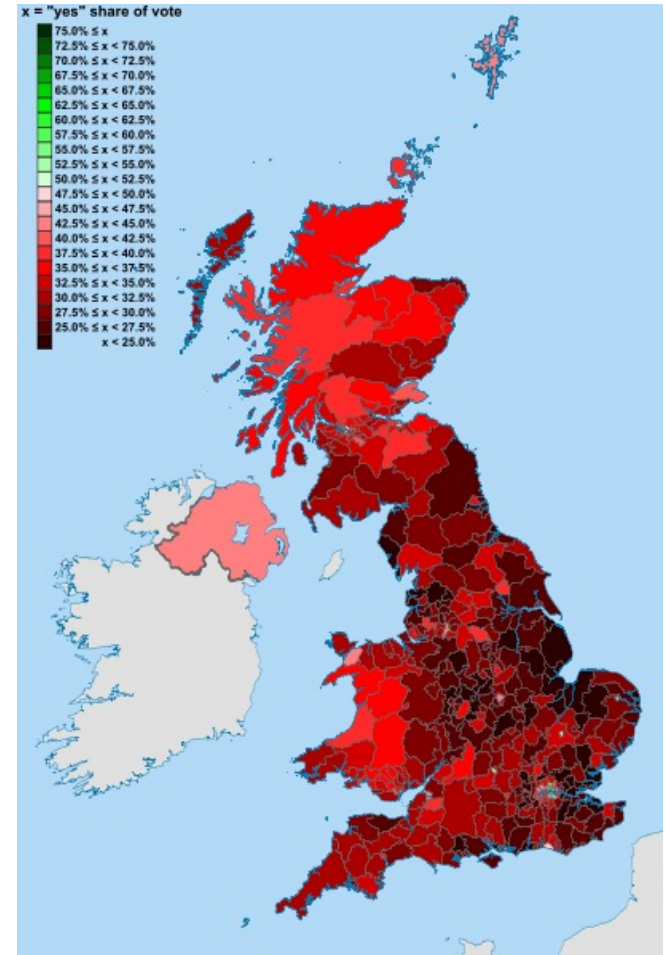 x = "yes" share of vote
75.0% ≤ x
72.5% ≤ x < 75.0%
70.0% ≤ x < 72.5%
67.5% ≤ x < 70.0%
65.0% ≤ x < 67.5%
62.5% ≤ x < 65.0%
60.0% ≤ x < 62.5%
57.5% ≤ x < 60.0%
55.0% ≤ x < 57.5%
52.5% ≤ x < 55.0%
50.0% ≤ x < 52.5%
47.5% ≤ x < 50.0%
45.0% ≤ x < 47.5%
42.5% ≤ x < 45.0%
40.0% ≤ x < 42.5%
37.5% ≤ x < 40.0%
35.0% ≤ x < 37.5%
32.5% ≤ x < 35.0%
30.0% ≤ x < 32.5%
27.5% ≤ x < 30.0%
25.0% ≤ x < 27.5%
x < 25.0%